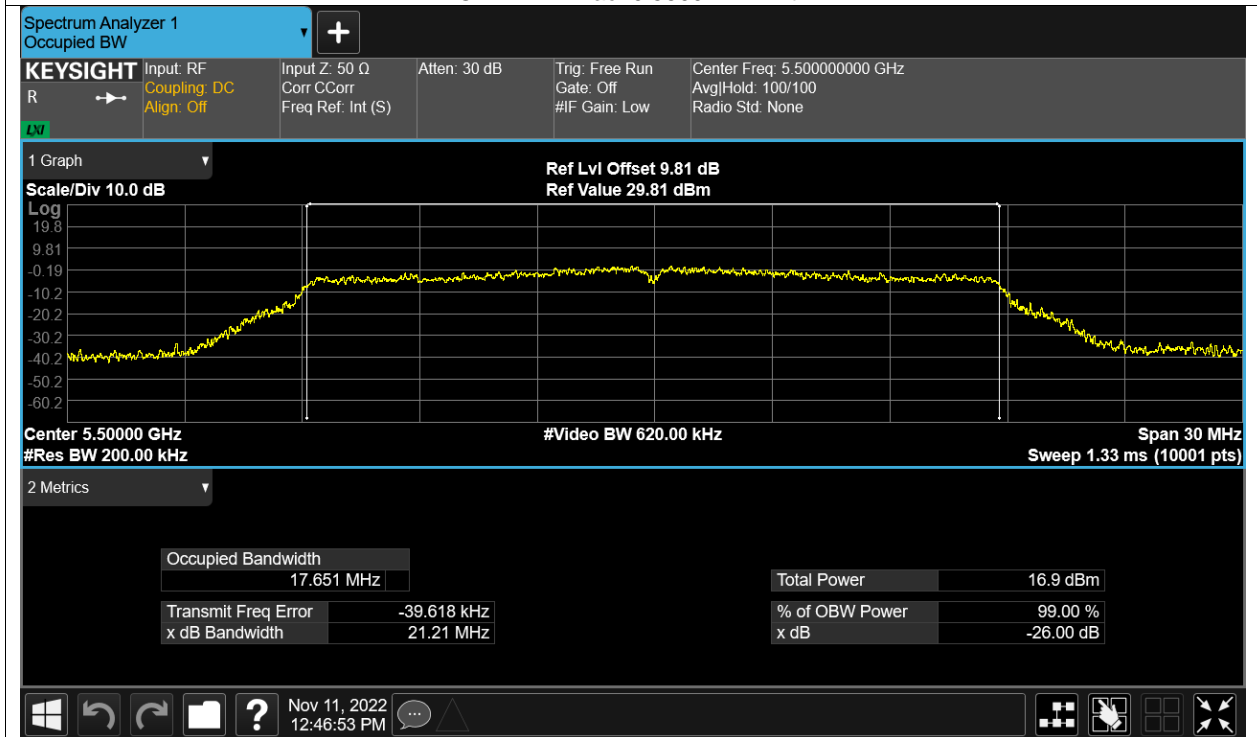 Spectrum Analyzer 1
Occupied BW
KEYSIGHT
R
LXI
Input: RF
Coupling: DC
Align: Off
Input Z: 50 Ω
Corr CCorr
Freq Ref: Int (S)
Atten: 30 dB
Trig: Free Run
Gate: Off
#IF Gain: Low
Center Freq: 5.500000000 GHz
Avg|Hold: 100/100
Radio Std: None
1 Graph
Scale/Div 10.0 dB
Ref Lvl Offset 9.81 dB
Ref Value 29.81 dBm
Log
19.8
9.81
-0.19
-10.2
-20.2
-30.2
-40.2
-50.2
-60.2
Center 5.50000 GHz
#Res BW 200.00 kHz
#Video BW 620.00 kHz
Span 30 MHz
Sweep 1.33 ms (10001 pts)
2 Metrics
Occupied Bandwidth
17.651 MHz
Total Power 16.9 dBm
Transmit Freq Error -39.618 kHz
% of OBW Power 99.00 %
x dB Bandwidth 21.21 MHz
x dB -26.00 dB
?
Nov 11, 2022
12:46:53 PM